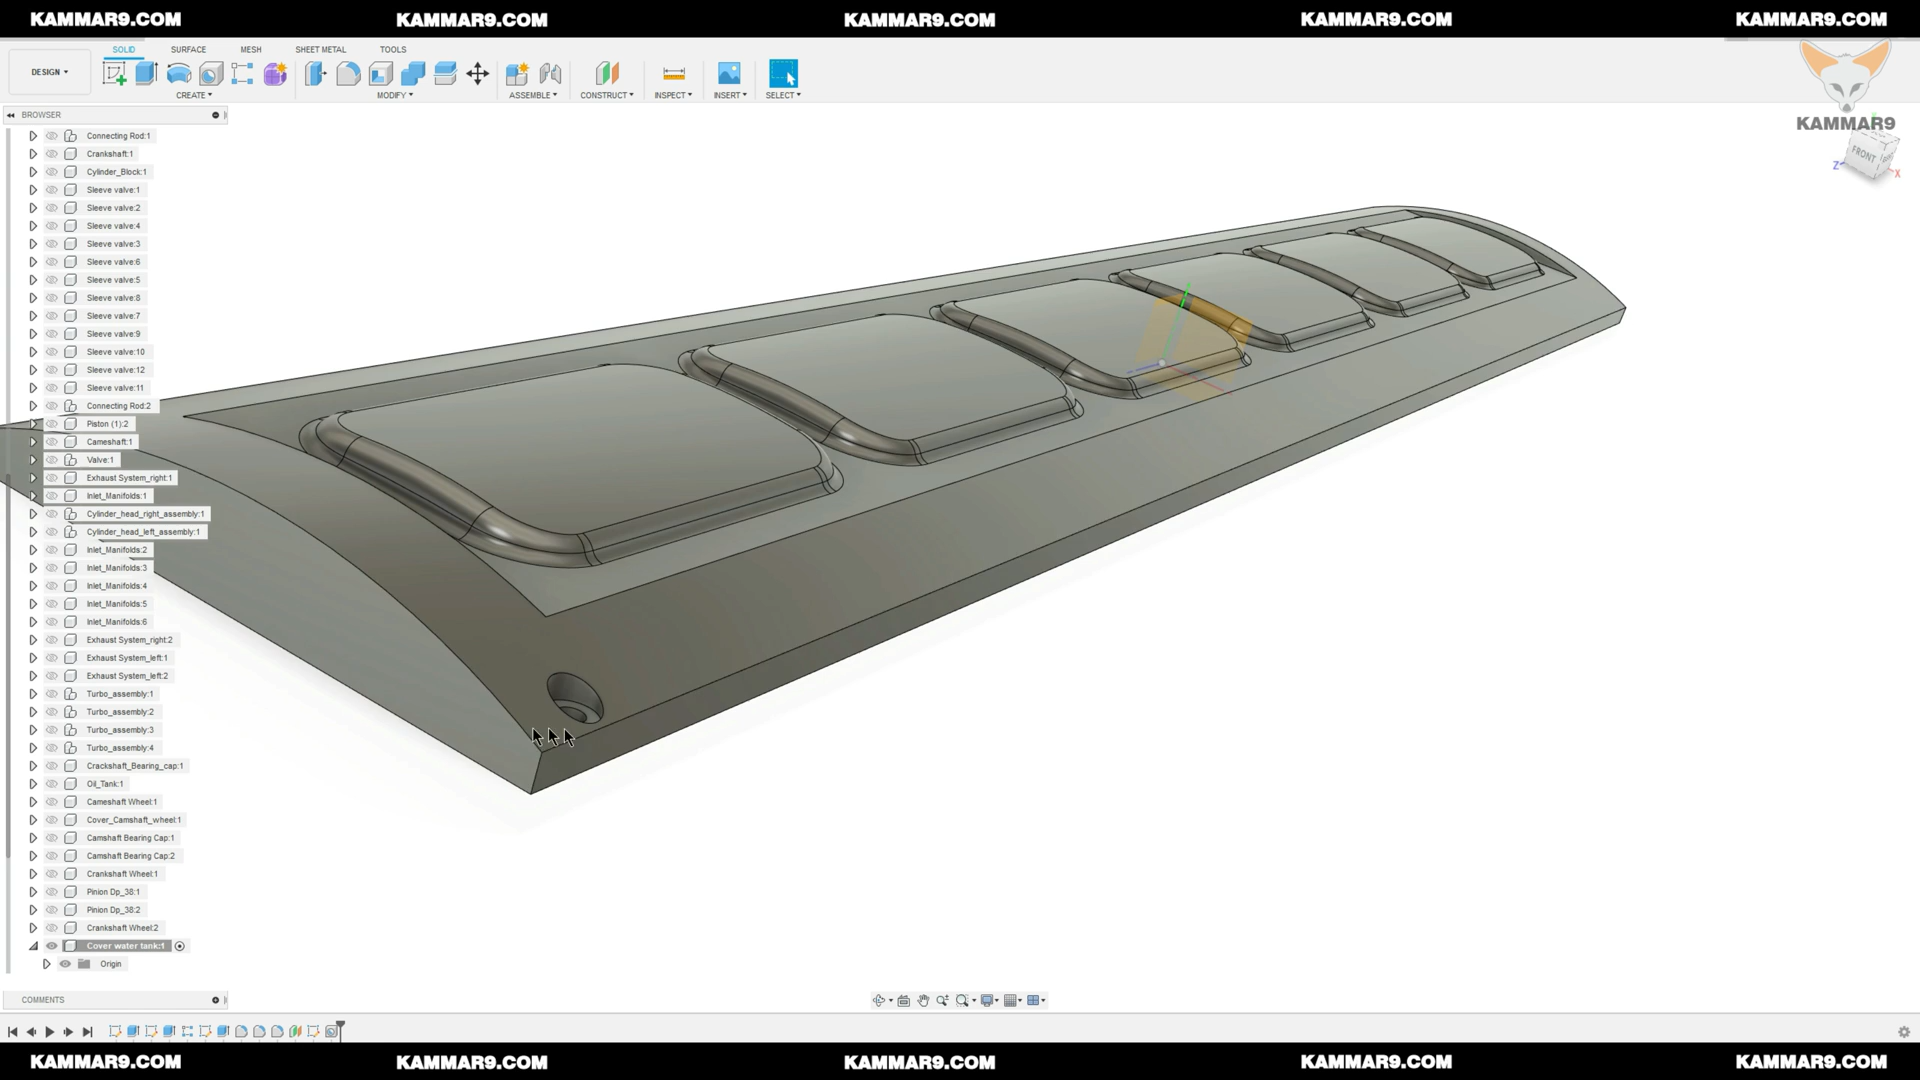 KAMMAR9.COM KAMMAR9.COM KAMMAR9.COM KAMMAR9.COM KAMMAR9.COM
SOLID SURFACE MESH SHEET METAL TOOLS
DESIGN
CREATE MODIFY ASSEMBLE CONSTRUCT INSPECT INSERT SELECT
BROWSER
KAMMAR9
FRONT
Z
X
Connecting Rod:1
Crankshaft:1
Cylinder_Block:1
Sleeve valve:1
Sleeve valve:2
Sleeve valve:4
Sleeve valve:3
Sleeve valve:6
Sleeve valve:5
Sleeve valve:8
Sleeve valve:7
Sleeve valve:9
Sleeve valve:10
Sleeve valve:12
Sleeve valve:11
Connecting Rod:2
Piston (1):2
Cameshaft:1
Valve:1
Exhaust System_right:1
Inlet_Manifolds:1
Cylinder_head_right_assembly:1
Cylinder_head_left_assembly:1
Inlet_Manifolds:2
Inlet_Manifolds:3
Inlet_Manifolds:4
Inlet_Manifolds:5
Inlet_Manifolds:6
Exhaust System_right:2
Exhaust System_left:1
Exhaust System_left:2
Turbo_assembly:1
Turbo_assembly:2
Turbo_assembly:3
Turbo_assembly:4
Crackshaft_Bearing_cap:1
Oil_Tank:1
Cameshaft Wheel:1
Cover_Camshaft_wheel:1
Camshaft Bearing Cap:1
Camshaft Bearing Cap:2
Crankshaft Wheel:1
Pinion Dp_38:1
Pinion Dp_38:2
Crankshaft Wheel:2
Cover water tank:1
Origin
COMMENTS
KAMMAR9.COM KAMMAR9.COM KAMMAR9.COM KAMMAR9.COM KAMMAR9.COM